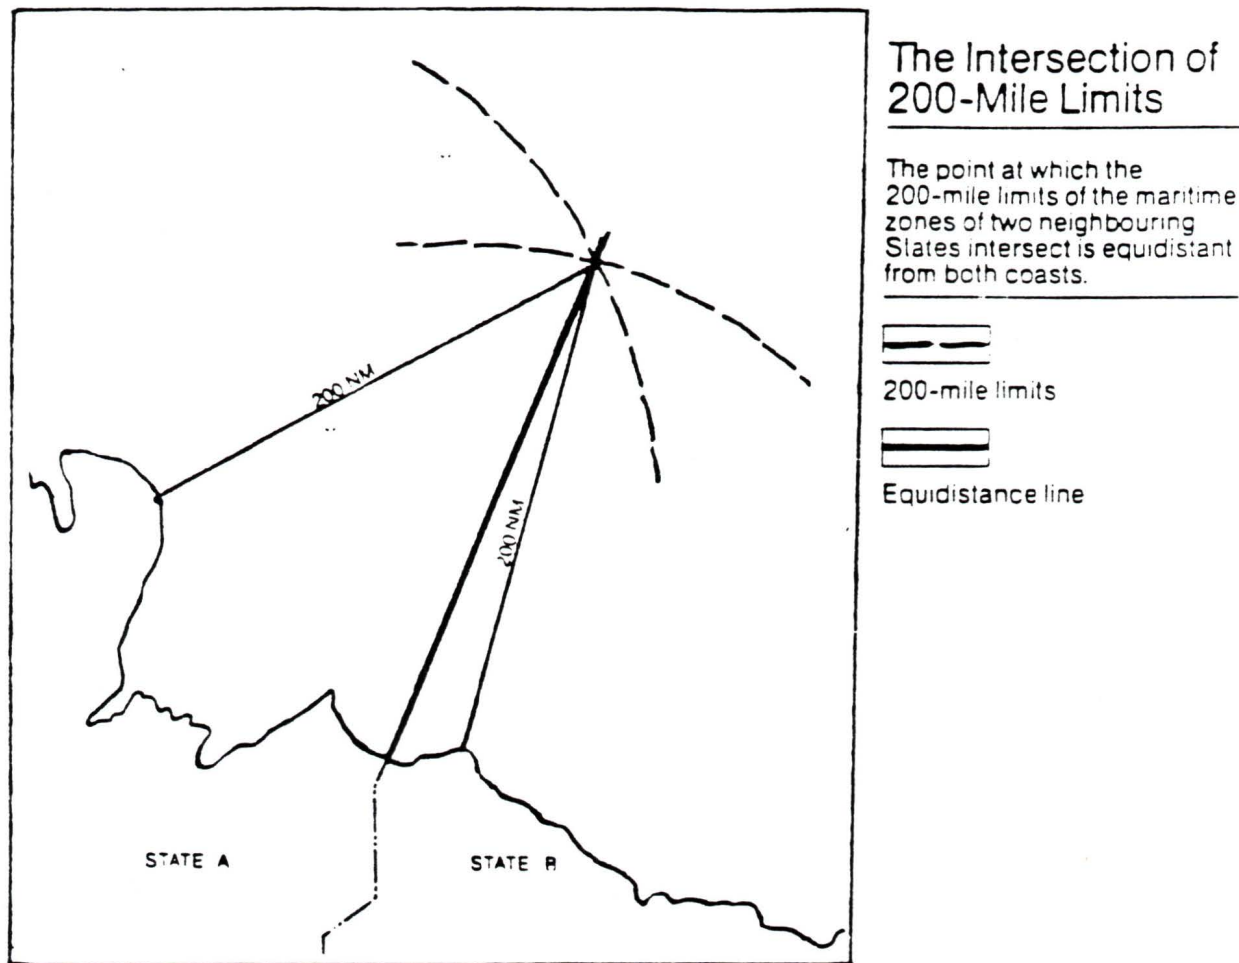 The Intersection of
200-Mile Limits
The point at which the
200-mile limits of the maritime
zones of two neighbouring
States intersect is equidistant
from both coasts.
200-mile limits
Equidistance line
200 NM
200 NM
STATE A
STATE B